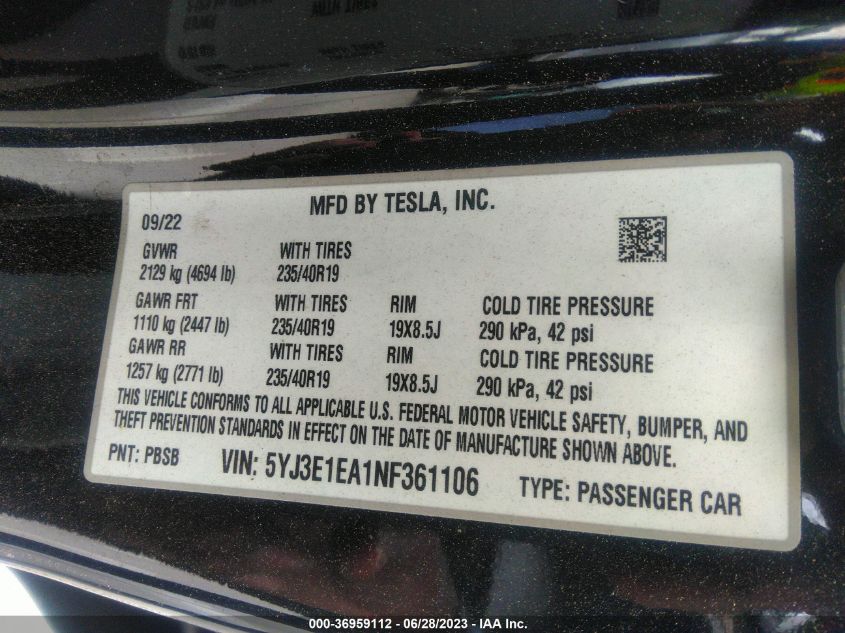 MFD BY TESLA, INC.
09/22
GVWR WITH TIRES
2129 kg (4694 lb) 235/40R19
GAWR FRT WITH TIRES RIM COLD TIRE PRESSURE
1110 kg (2447 lb) 235/40R19 19X8.5J 290 kPa, 42 psi
GAWR RR WITH TIRES RIM COLD TIRE PRESSURE
1257 kg (2771 lb) 235/40R19 19X8.5J 290 kPa, 42 psi
THIS VEHICLE CONFORMS TO ALL APPLICABLE U.S. FEDERAL MOTOR VEHICLE SAFETY, BUMPER, AND
THEFT PREVENTION STANDARDS IN EFFECT ON THE DATE OF MANUFACTURE SHOWN ABOVE.
PNT: PBSB VIN: 5YJ3E1EA1NF361106 TYPE: PASSENGER CAR
000-36959112 - 06/28/2023 - IAA Inc.